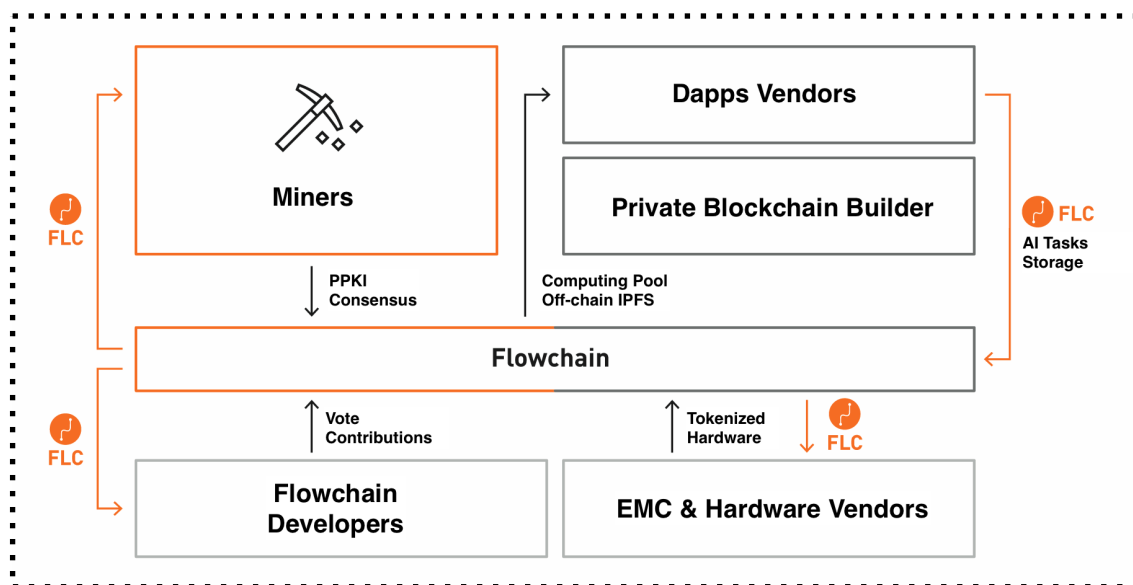 Dapps Vendors
Miners
Private Blockchain Builder
FLC
FLC
AI Tasks
Storage
PPKI
Consensus
Computing Pool
Off-chain IPFS
Flowchain
FLC
Vote
Contributions
Tokenized
Hardware
FLC
Flowchain
Developers
EMC & Hardware Vendors